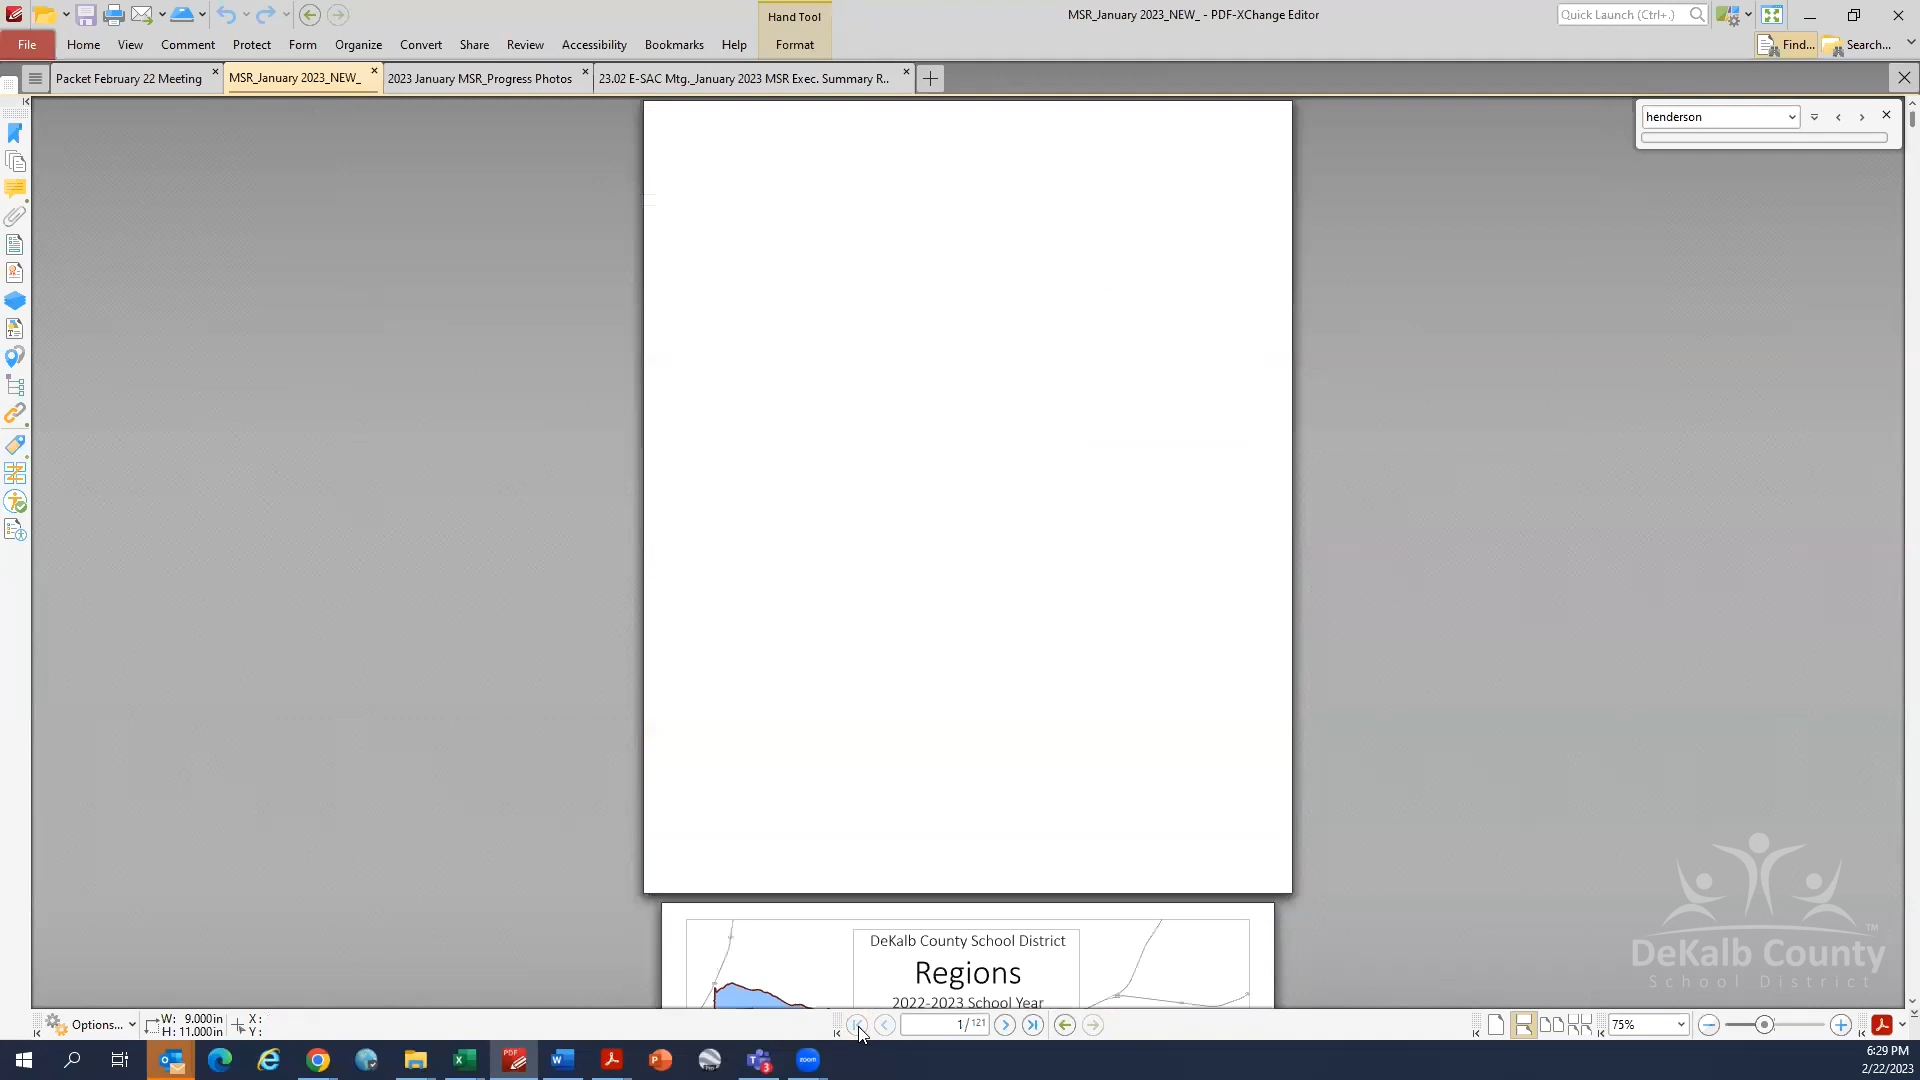 Hand Tool
MSR_January 2023_NEW_ - PDF-XChange Editor
Quick Launch (Ctrl+.)
File
Home
View
Comment
Protect
Form
Organize
Convert
Share
Review
Accessibility
Bookmarks
Help
Format
Find...
Search...
Packet February 22 Meeting
MSR_January 2023_NEW_
2023 January MSR_Progress Photos
23.02 E-SAC Mtg._January 2023 MSR Exec. Summary R..
henderson
DeKalb County School District
Regions
2022-2023 School Year
DeKalb County
School District
TM
Options...
W: 9.000in
H: 11.000in
X:
Y:
1 / 121
75%
6:29 PM
2/22/2023